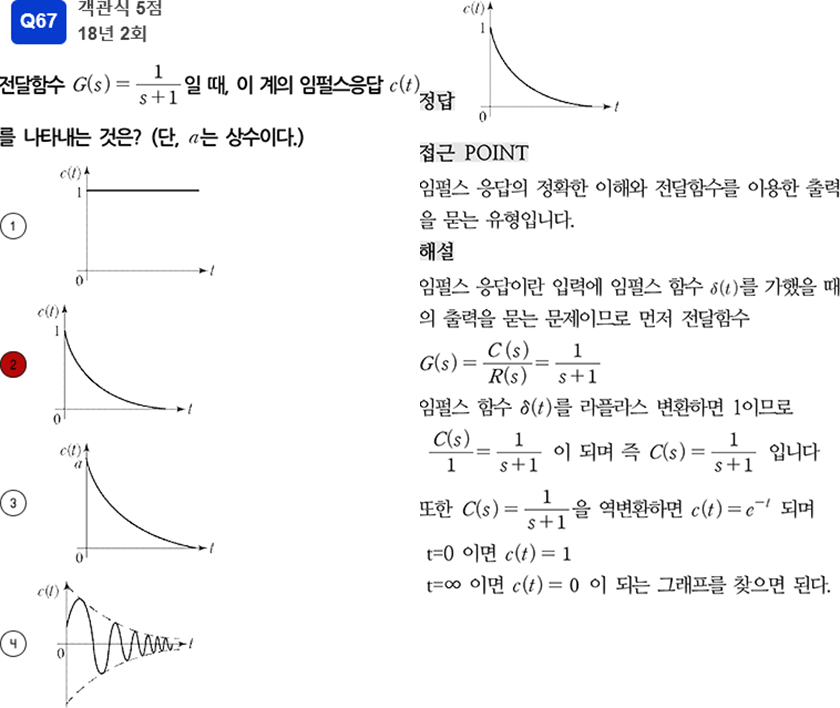 Q67
객관식 5점
18년 2회
전달함수 G(s) = 1/(s+1) 일 때, 이 계의 임펄스응답 c(t)
를 나타내는 것은? (단, a는 상수이다.)
① c(t) 1 0 t
② c(t) 1 0 t
③ c(t) a 0 t
④ c(t) 0 t
정답
c(t) 1 0 t
접근 POINT
임펄스 응답의 정확한 이해와 전달함수를 이용한 출력
을 묻는 유형입니다.
해설
임펄스 응답이란 입력에 임펄스 함수 δ(t)를 가했을 때
의 출력을 묻는 문제이므로 먼저 전달함수
G(s) = C(s)/R(s) = 1/(s+1)
임펄스 함수 δ(t)를 라플라스 변환하면 1이므로
C(s)/1 = 1/(s+1) 이 되며 즉 C(s) = 1/(s+1) 입니다
또한 C(s) = 1/(s+1)을 역변환하면 c(t) = e⁻ᵗ 되며
t=0 이면 c(t) = 1
t=∞ 이면 c(t) = 0 이 되는 그래프를 찾으면 된다.